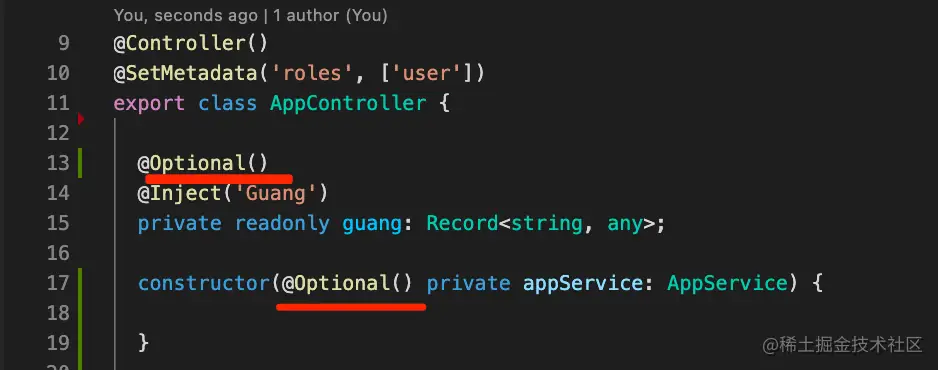 You, seconds ago | 1 author (You)
9 @Controller()
10 @SetMetadata('roles', ['user'])
11 export class AppController {
12
13 @Optional()
14 @Inject('Guang')
15 private readonly guang: Record<string, any>;
16
17 constructor(@Optional() private appService: AppService) {
18
19 }
@稀土掘金技术社区